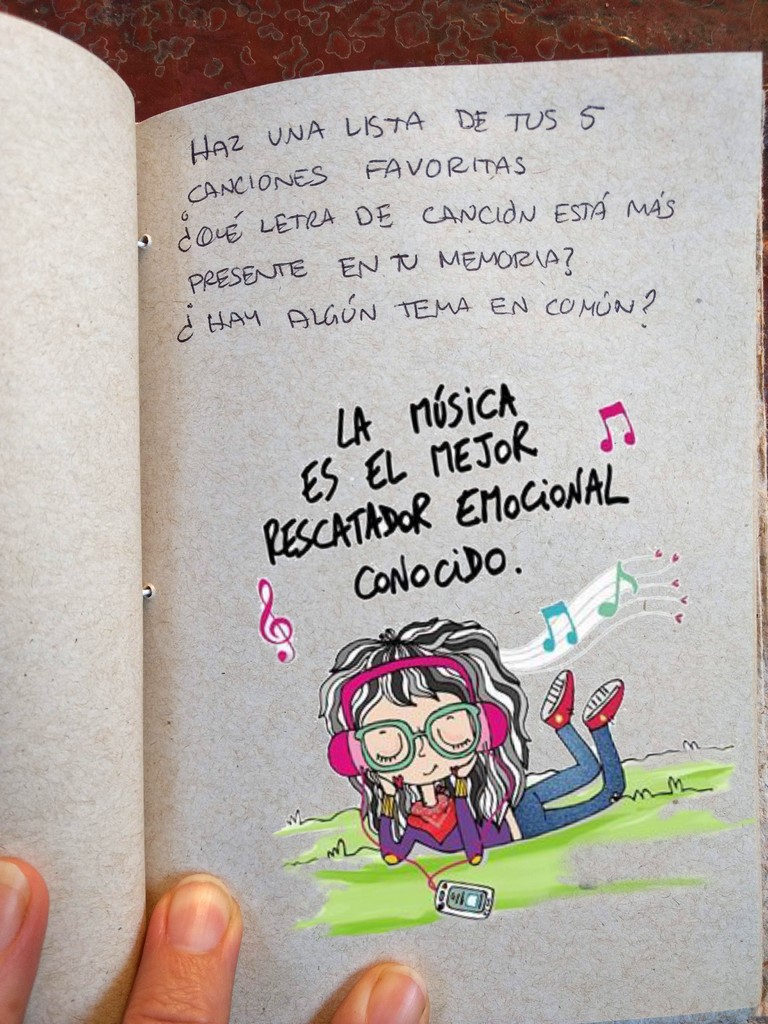 HAZ UNA LISTA DE TUS 5
CANCIONES FAVORITAS
¿QUÉ LETRA DE CANCIÓN ESTÁ MÁS
PRESENTE EN TU MEMORIA?
¿HAY ALGÚN TEMA EN COMÚN?
LA MÚSICA
ES EL MEJOR
RESCATADOR EMOCIONAL
CONOCIDO.